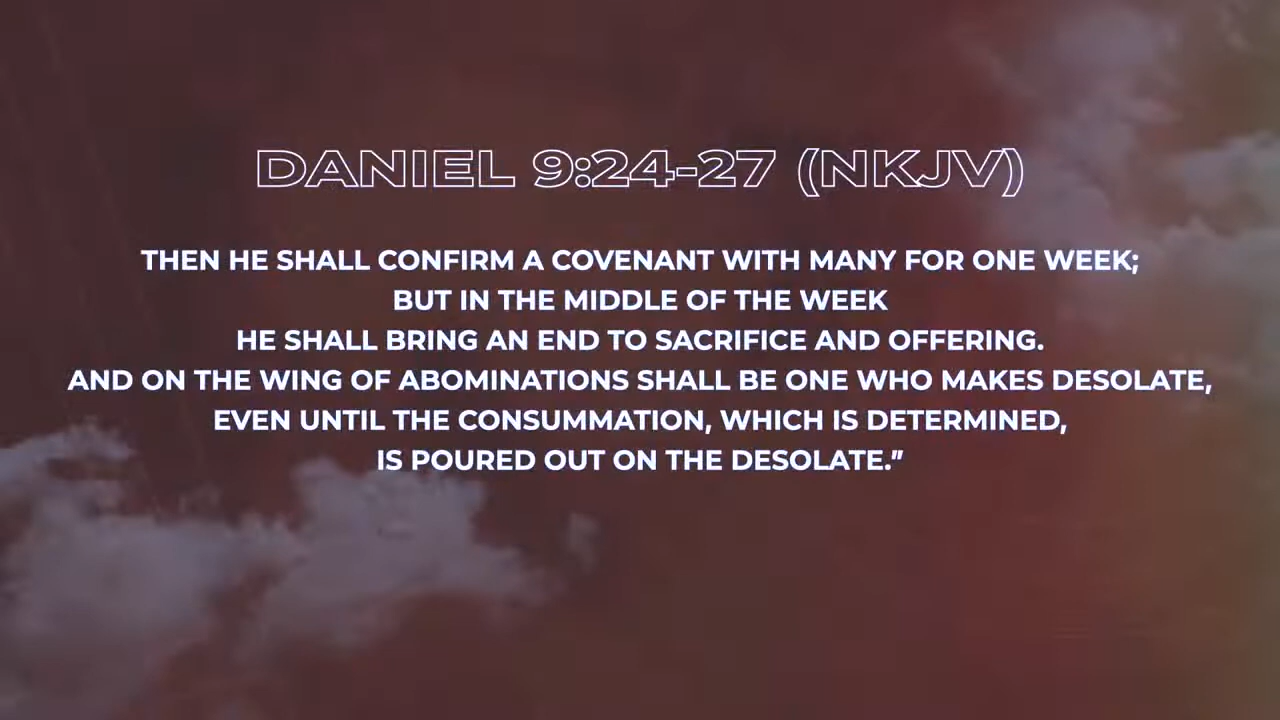 DANIEL 9:24-27 (NKJV)
THEN HE SHALL CONFIRM A COVENANT WITH MANY FOR ONE WEEK;
BUT IN THE MIDDLE OF THE WEEK
HE SHALL BRING AN END TO SACRIFICE AND OFFERING.
AND ON THE WING OF ABOMINATIONS SHALL BE ONE WHO MAKES DESOLATE,
EVEN UNTIL THE CONSUMMATION, WHICH IS DETERMINED,
IS POURED OUT ON THE DESOLATE.”